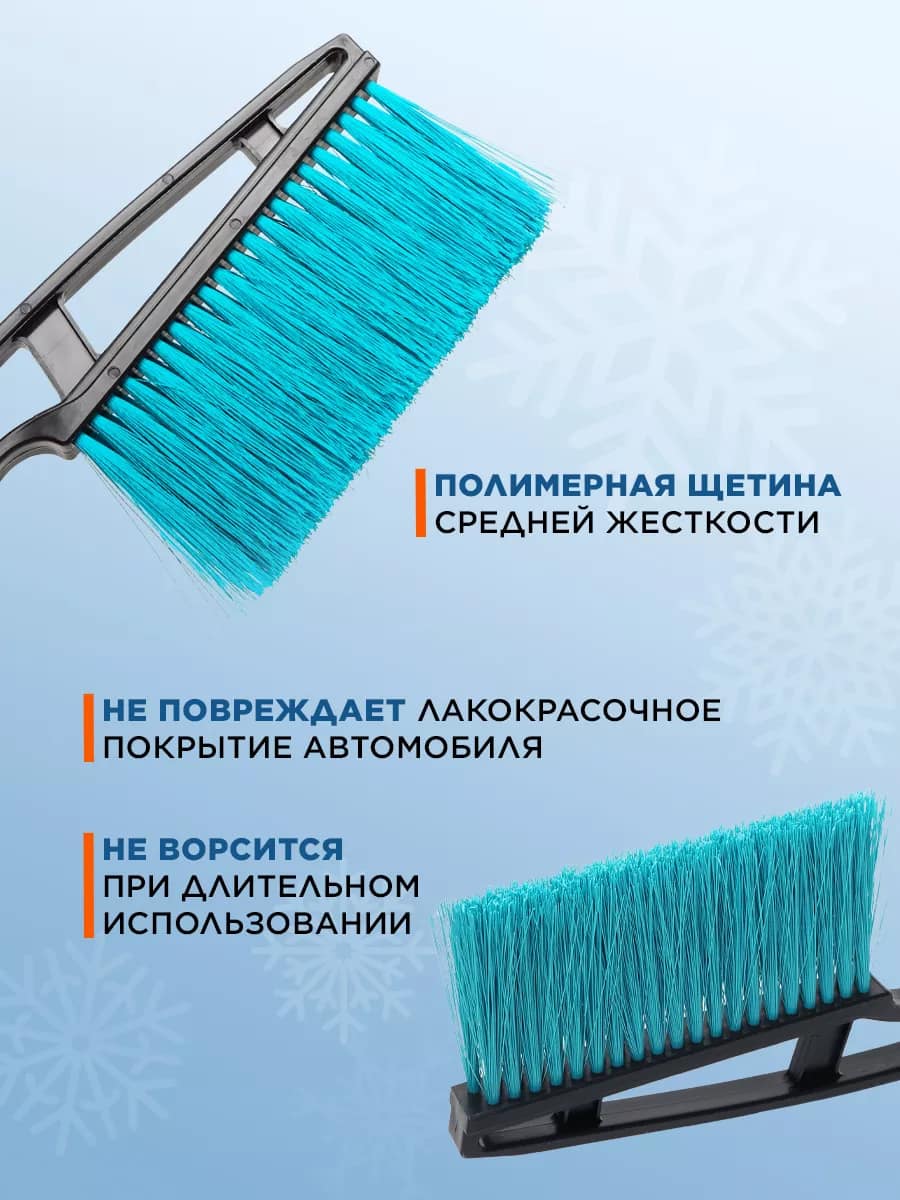 ПОЛИМЕРНАЯ ЩЕТИНА
СРЕДНЕЙ ЖЕСТКОСТИ
НЕ ПОВРЕЖДАЕТ ЛАКОКРАСОЧНОЕ
ПОКРЫТИЕ АВТОМОБИЛЯ
НЕ ВОРСИТСЯ
ПРИ ДЛИТЕЛЬНОМ
ИСПОЛЬЗОВАНИИ